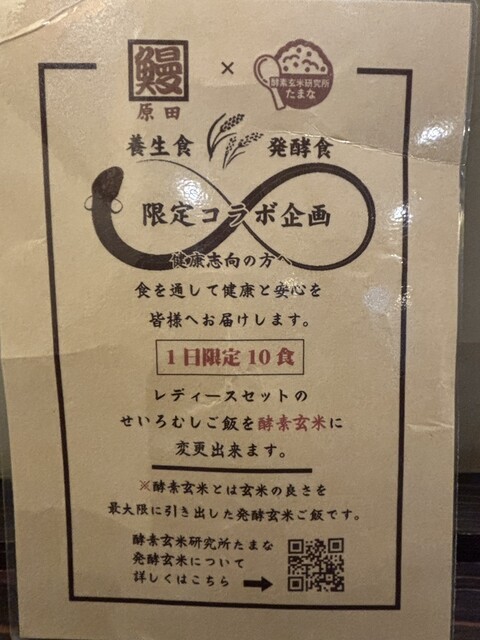 鰻 × 酵素玄米研究所
原田 たまな
養生食 発酵食
限定コラボ企画
健康志向の方へ
食を通して健康と安心を
皆様へお届けします。
1日限定10食
レディースセットの
せいろむしご飯を酵素玄米に
変更出来ます。
※酵素玄米とは玄米の良さを
最大限に引き出した発酵玄米ご飯です。
酵素玄米研究所たまな
発酵玄米について
詳しくはこちら